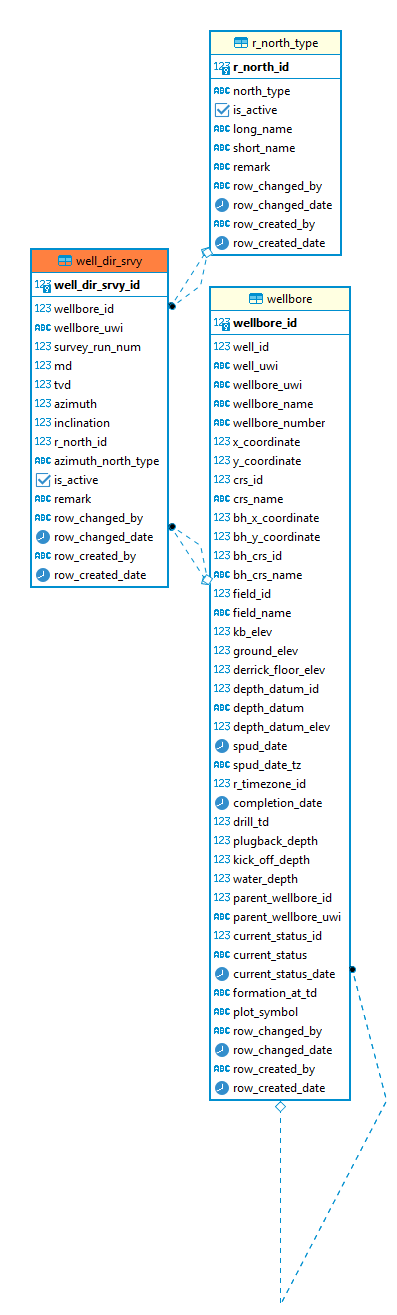 r_north_type
123 r_north_id
ABC north_type
is_active
ABC long_name
ABC short_name
ABC remark
ABC row_changed_by
row_changed_date
ABC row_created_by
row_created_date
well_dir_srvy
123 well_dir_srvy_id
123 wellbore_id
ABC wellbore_uwi
123 survey_run_num
123 md
123 tvd
123 azimuth
123 inclination
123 r_north_id
ABC azimuth_north_type
is_active
ABC remark
ABC row_changed_by
row_changed_date
ABC row_created_by
row_created_date
wellbore
123 wellbore_id
123 well_id
ABC well_uwi
ABC wellbore_uwi
ABC wellbore_name
ABC wellbore_number
123 x_coordinate
123 y_coordinate
123 crs_id
ABC crs_name
123 bh_x_coordinate
123 bh_y_coordinate
123 bh_crs_id
ABC bh_crs_name
123 field_id
ABC field_name
123 kb_elev
123 ground_elev
123 derrick_floor_elev
123 depth_datum_id
ABC depth_datum
123 depth_datum_elev
spud_date
ABC spud_date_tz
123 r_timezone_id
completion_date
123 drill_td
123 plugback_depth
123 kick_off_depth
123 water_depth
123 parent_wellbore_id
ABC parent_wellbore_uwi
123 current_status_id
ABC current_status
current_status_date
ABC formation_at_td
ABC plot_symbol
ABC row_changed_by
row_changed_date
ABC row_created_by
row_created_date